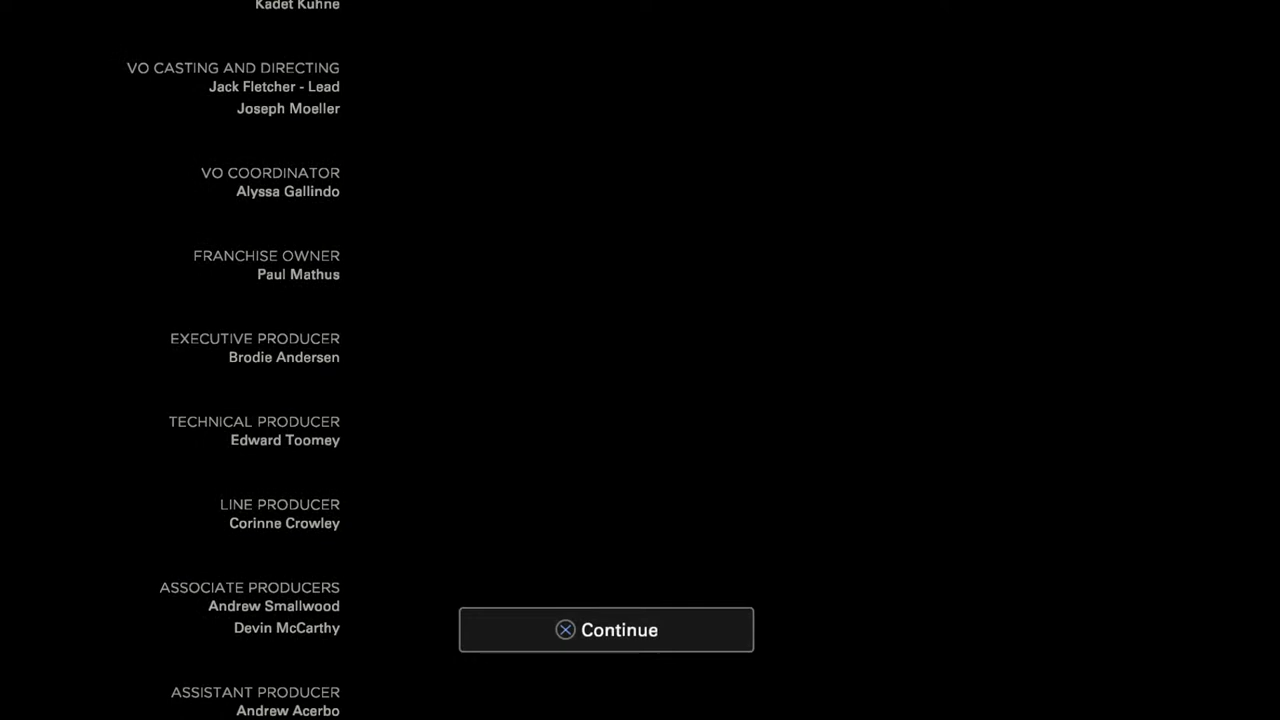 Kadet Kuhne
VO CASTING AND DIRECTING
Jack Fletcher - Lead
Joseph Moeller
VO COORDINATOR
Alyssa Gallindo
FRANCHISE OWNER
Paul Mathus
EXECUTIVE PRODUCER
Brodie Andersen
TECHNICAL PRODUCER
Edward Toomey
LINE PRODUCER
Corinne Crowley
ASSOCIATE PRODUCERS
Andrew Smallwood
Devin McCarthy
Continue
ASSISTANT PRODUCER
Andrew Acerbo